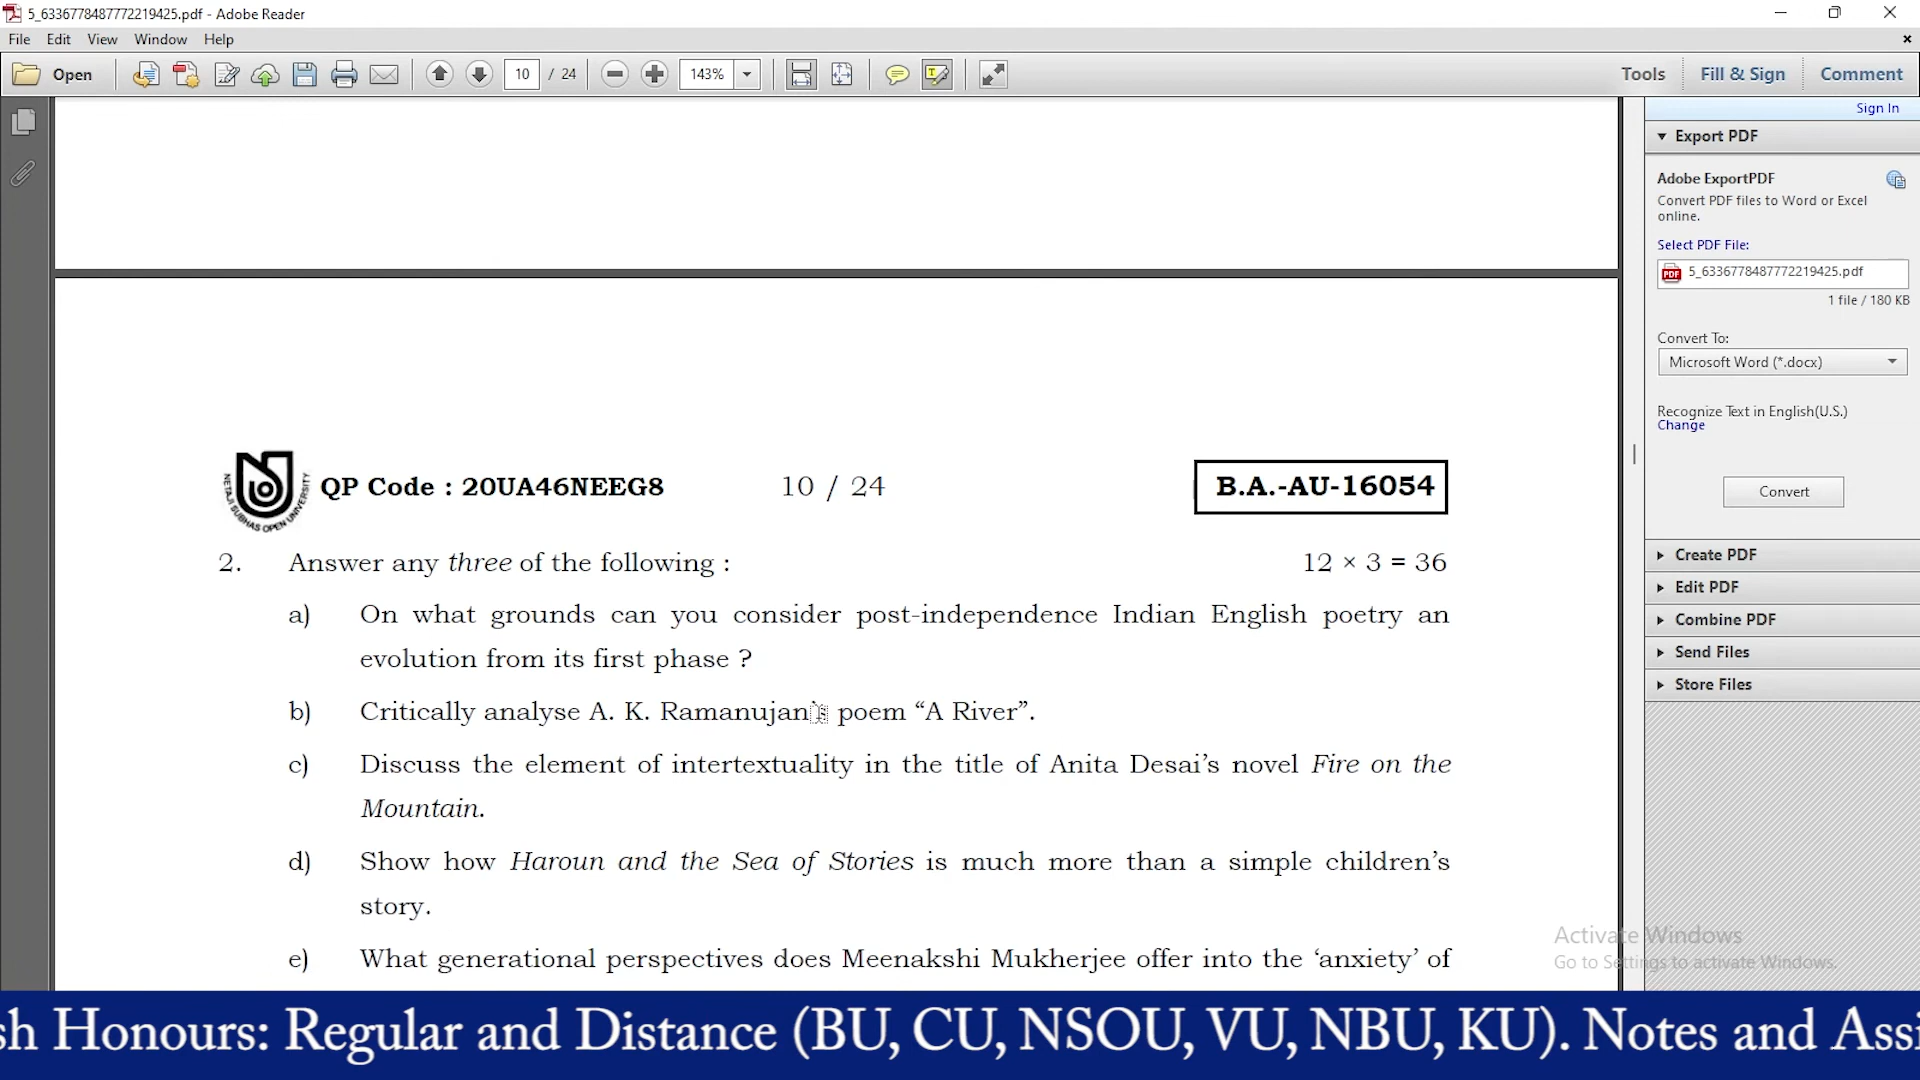 5_6336778487772219425.pdf - Adobe Reader
File Edit View Window Help
Open 10 / 24 143% Tools Fill & Sign Comment
Sign In
Export PDF
Adobe ExportPDF
Convert PDF files to Word or Excel
online.
Select PDF File:
5_6336778487772219425.pdf
1 file / 180 KB
Convert To:
Microsoft Word (*.docx)
Recognize Text in English(U.S.)
Change
Convert
Create PDF
Edit PDF
Combine PDF
Send Files
Store Files
NETAJI SUBHAS OPEN UNIVERSITY
QP Code : 20UA46NEEG8 10 / 24 B.A.-AU-16054
2. Answer any three of the following : 12 × 3 = 36
a) On what grounds can you consider post-independence Indian English poetry an
evolution from its first phase ?
b) Critically analyse A. K. Ramanujan's poem “A River”.
c) Discuss the element of intertextuality in the title of Anita Desai’s novel Fire on the
Mountain.
d) Show how Haroun and the Sea of Stories is much more than a simple children’s
story.
e) What generational perspectives does Meenakshi Mukherjee offer into the ‘anxiety’ of
Activate Windows
Go to Settings to activate Windows.
sh Honours: Regular and Distance (BU, CU, NSOU, VU, NBU, KU). Notes and Assi